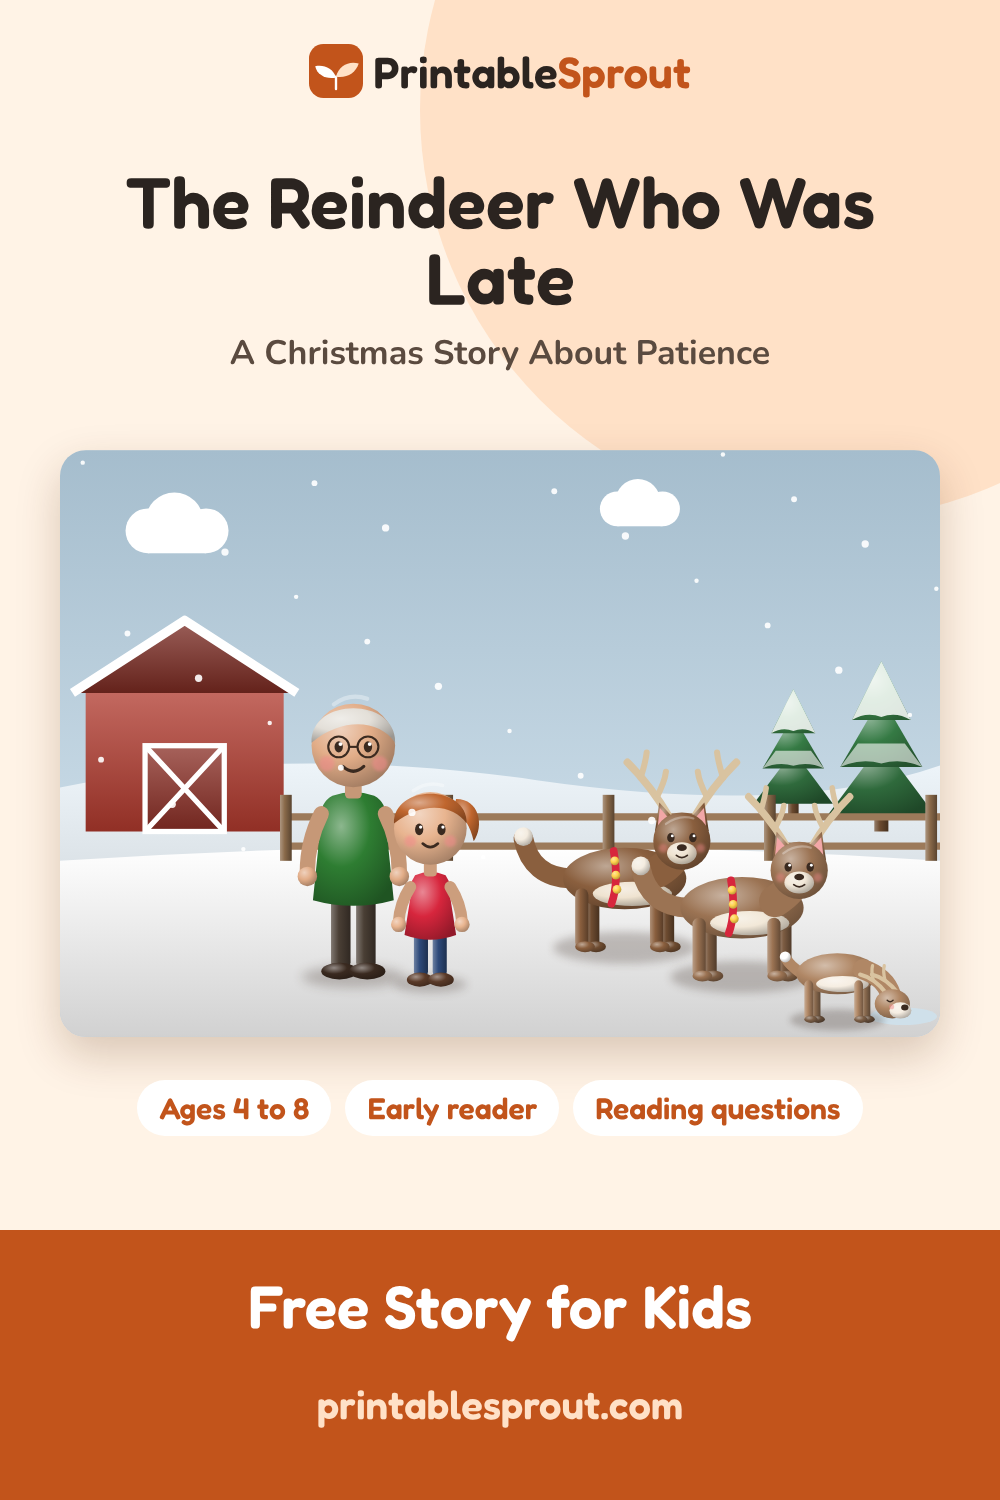 PrintableSprout
The Reindeer Who Was
Late
A Christmas Story About Patience
Ages 4 to 8
Early reader
Reading questions
Free Story for Kids
printablesprout.com